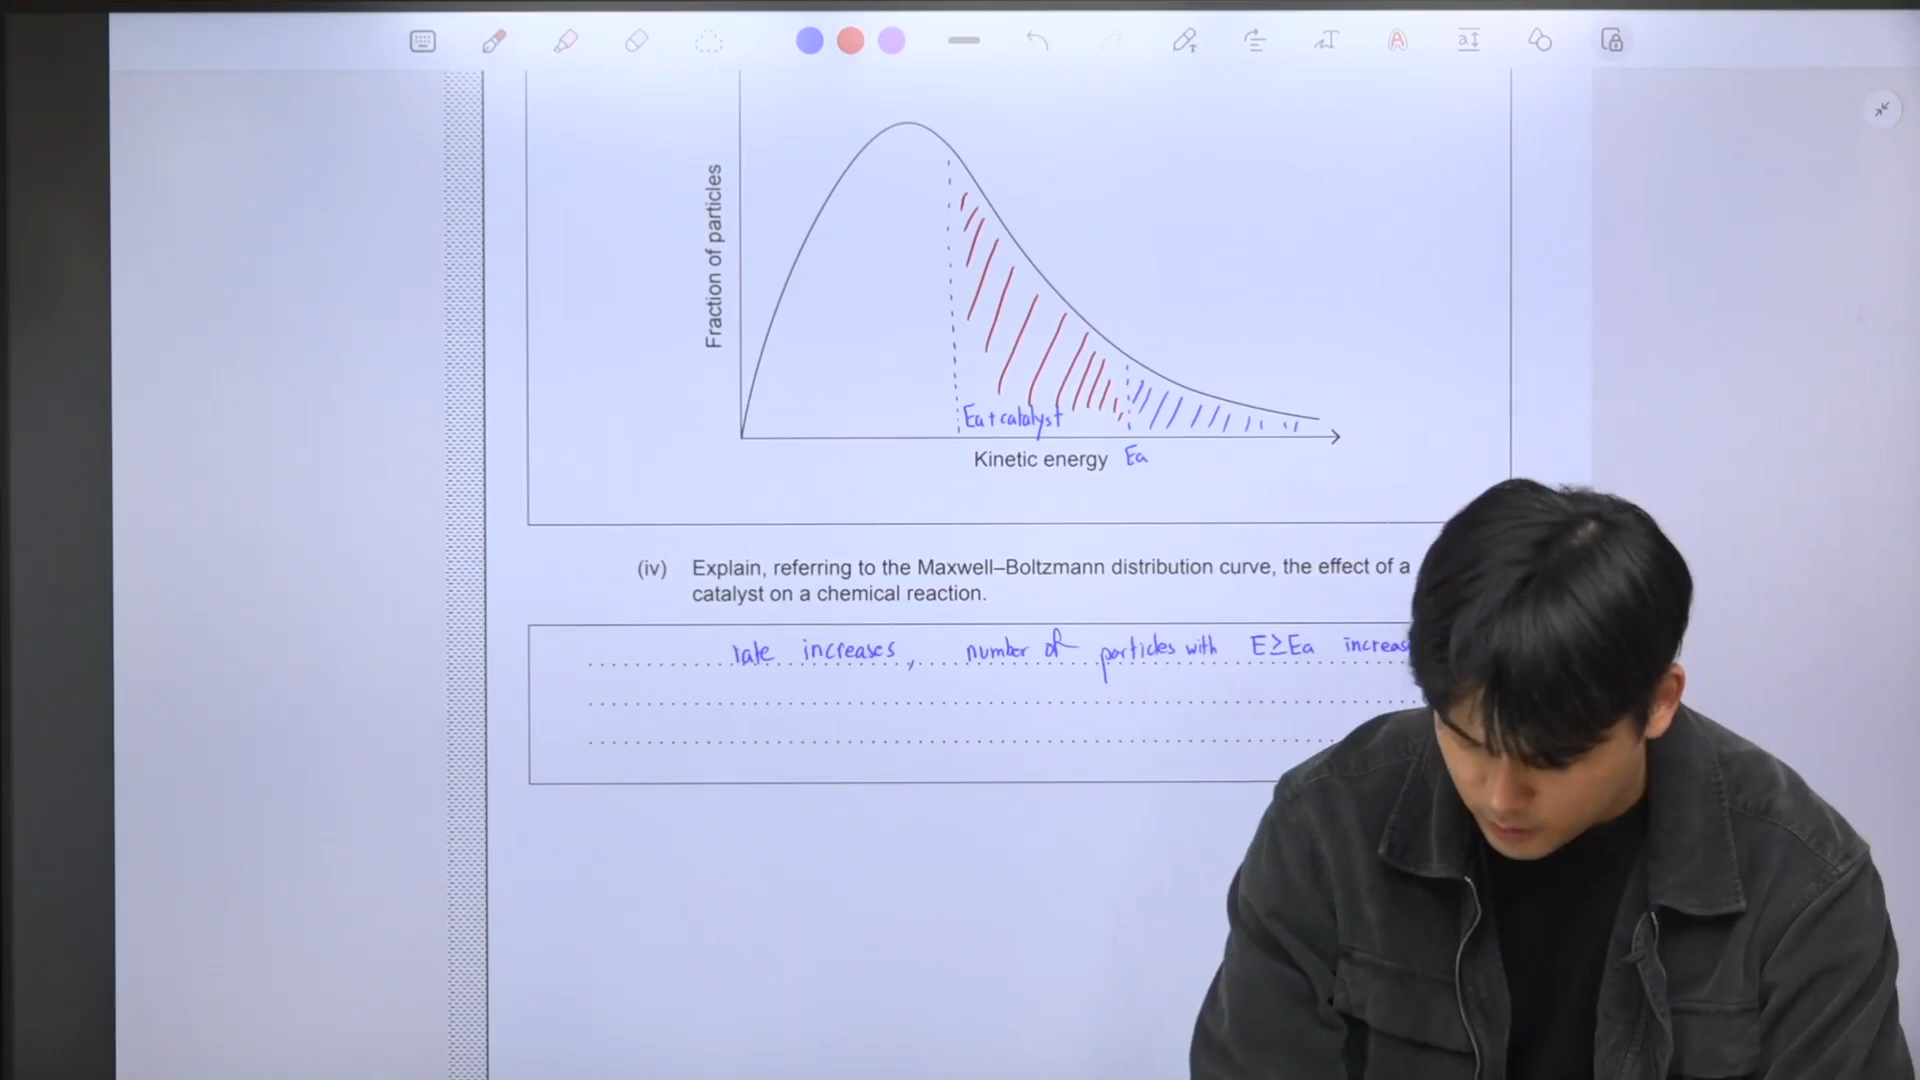 Fraction of particles
Ea+catalyst
Kinetic energy Ea
(iv) Explain, referring to the Maxwell–Boltzmann distribution curve, the effect of a
catalyst on a chemical reaction.
rate increases, number of particles with E≥Ea increas